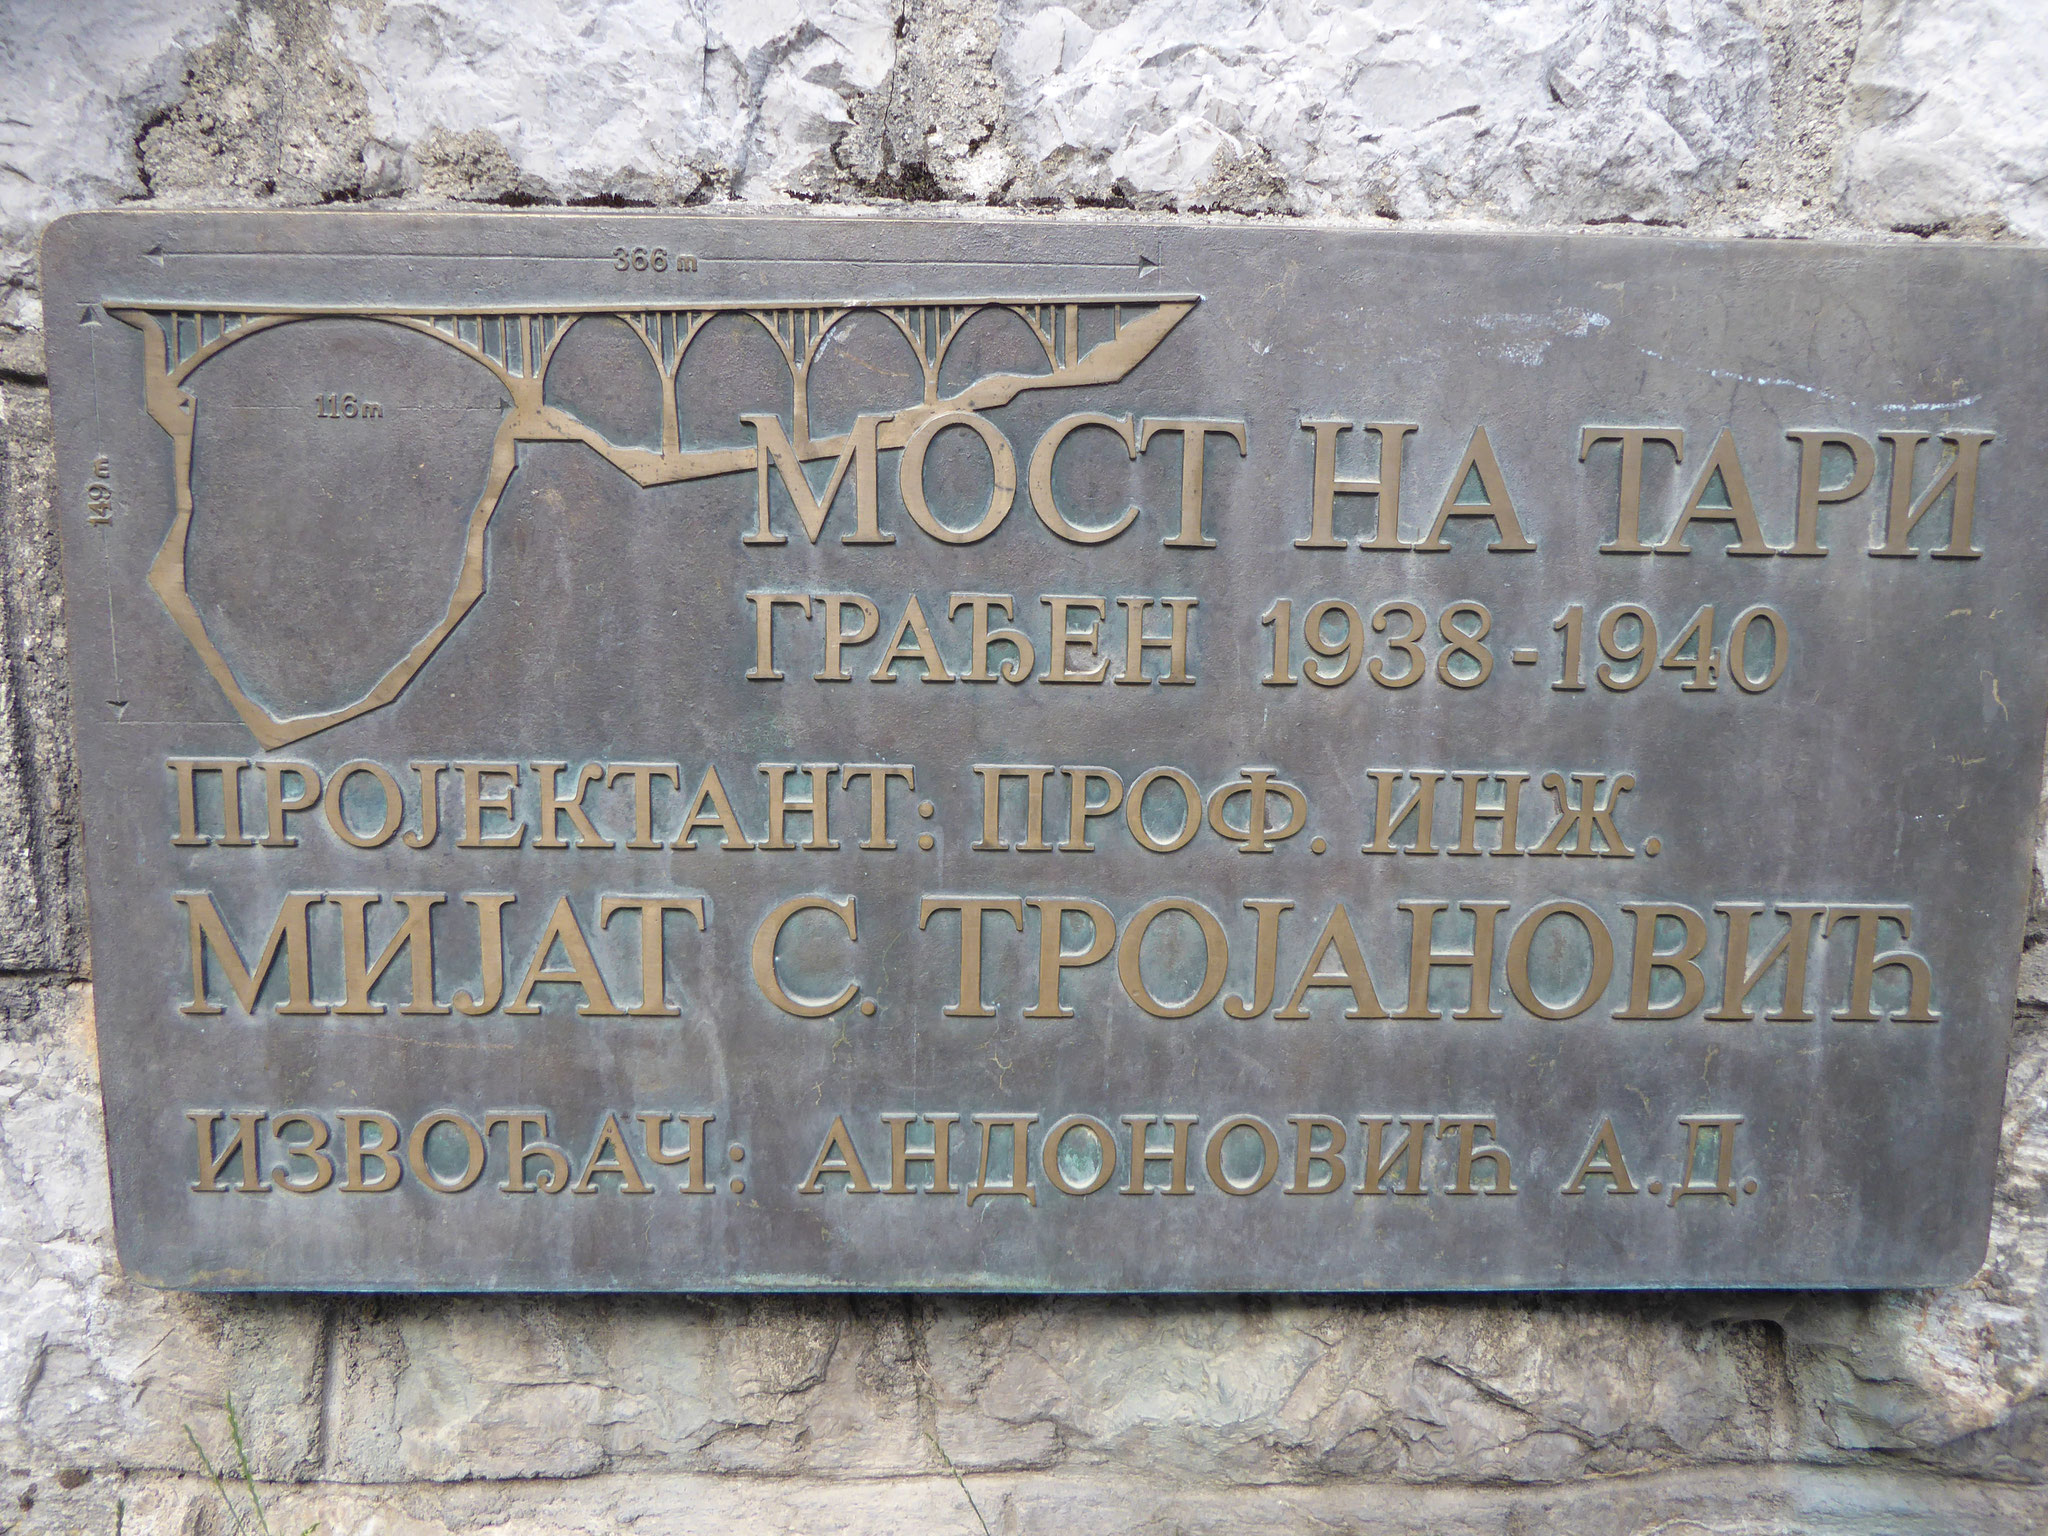 366 m
116 m
149 m
МОСТ НА ТАРИ
ГРАЂЕН 1938-1940
ПРОЈЕКТАНТ: ПРОФ. ИНЖ.
МИЈАТ С. ТРОЈАНОВИЋ
ИЗВОЂАЧ: АНДОНОВИЋ А.Д.